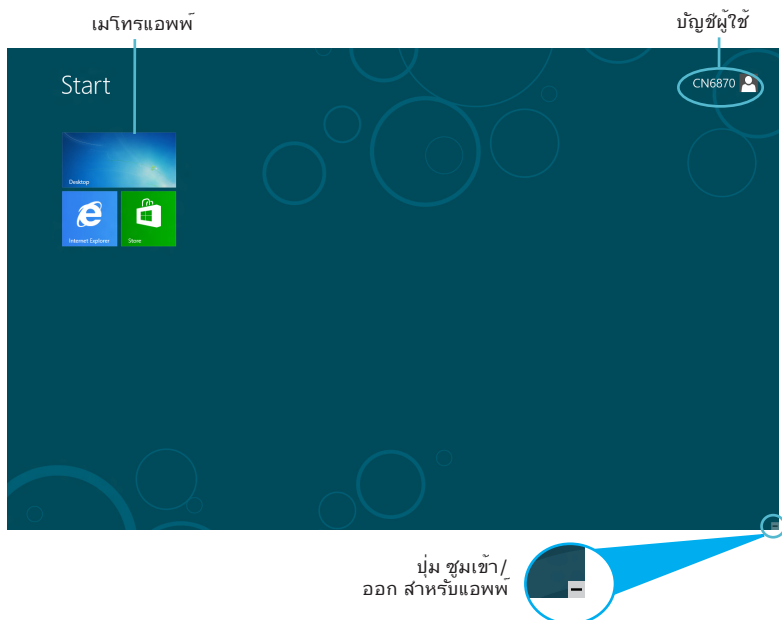 เมโทรแอพพ์
บัญชีผู้ใช้
Start
CN6870
Desktop
Internet Explorer
Store
ปุ่ม ซูมเข้า/
ออก สำหรับแอพพ์